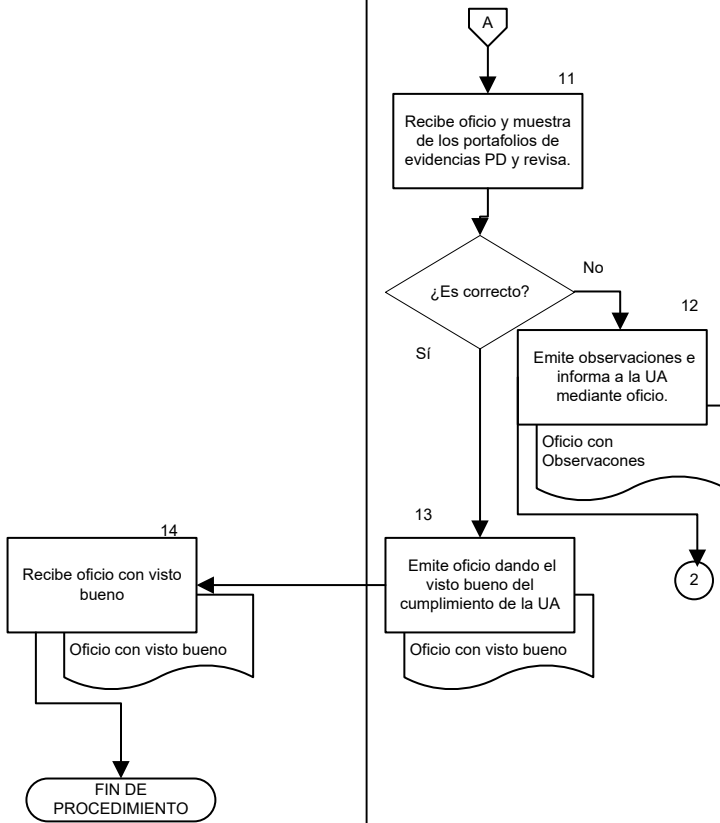 A
11
Recibe oficio y muestra
de los portafolios de
evidencias PD y revisa.
¿Es correcto?
No
Sí
12
Emite observaciones e
informa a la UA
mediante oficio.
Oficio con
Observacones
2
13
Emite oficio dando el
visto bueno del
cumplimiento de la UA
Oficio con visto bueno
14
Recibe oficio con visto
bueno
Oficio con visto bueno
FIN DE
PROCEDIMIENTO